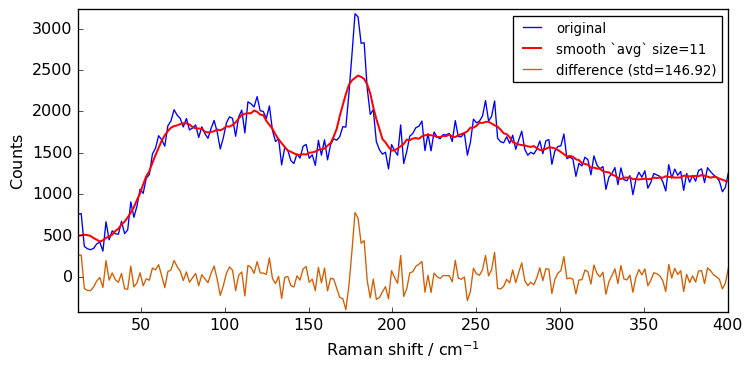 3000
2500
2000
1500
1000
500
0
Counts
original
smooth `avg` size=11
difference (std=146.92)
50 100 150 200 250 300 350 400
Raman shift / cm⁻¹